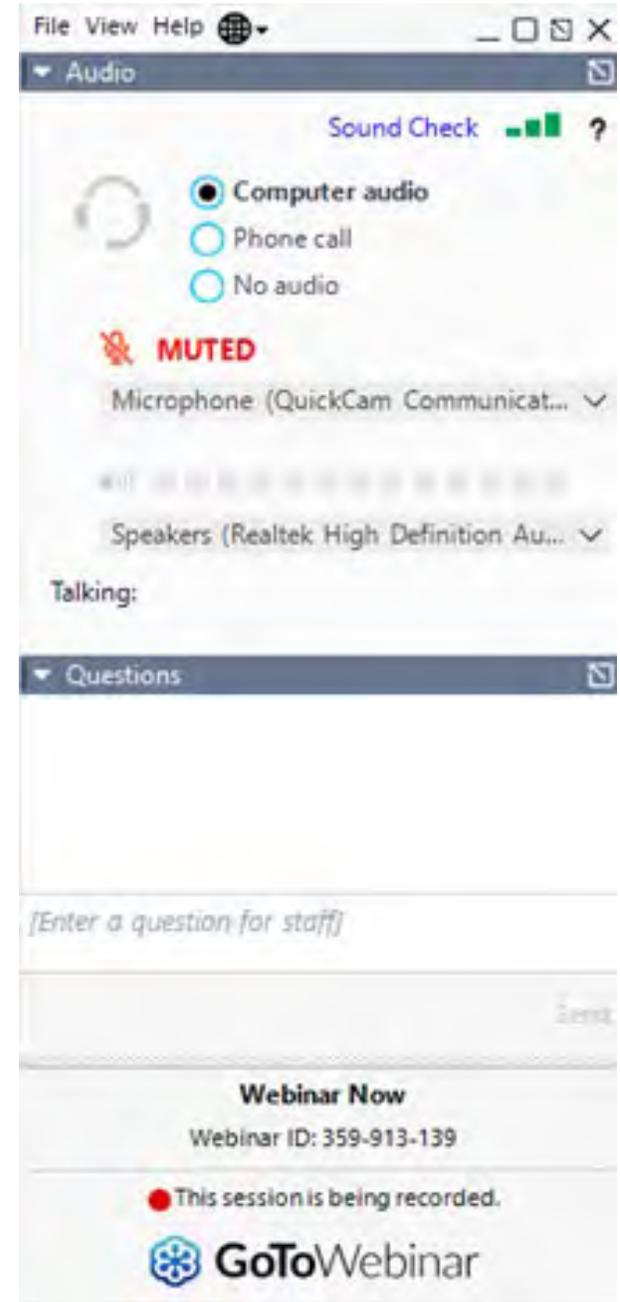 File View Help
Audio
Sound Check ?
Computer audio
Phone call
No audio
MUTED
Microphone (QuickCam Communicat...
Speakers (Realtek High Definition Au...
Talking:
Questions
[Enter a question for staff]
Send
Webinar Now
Webinar ID: 359-913-139
This session is being recorded.
GoToWebinar